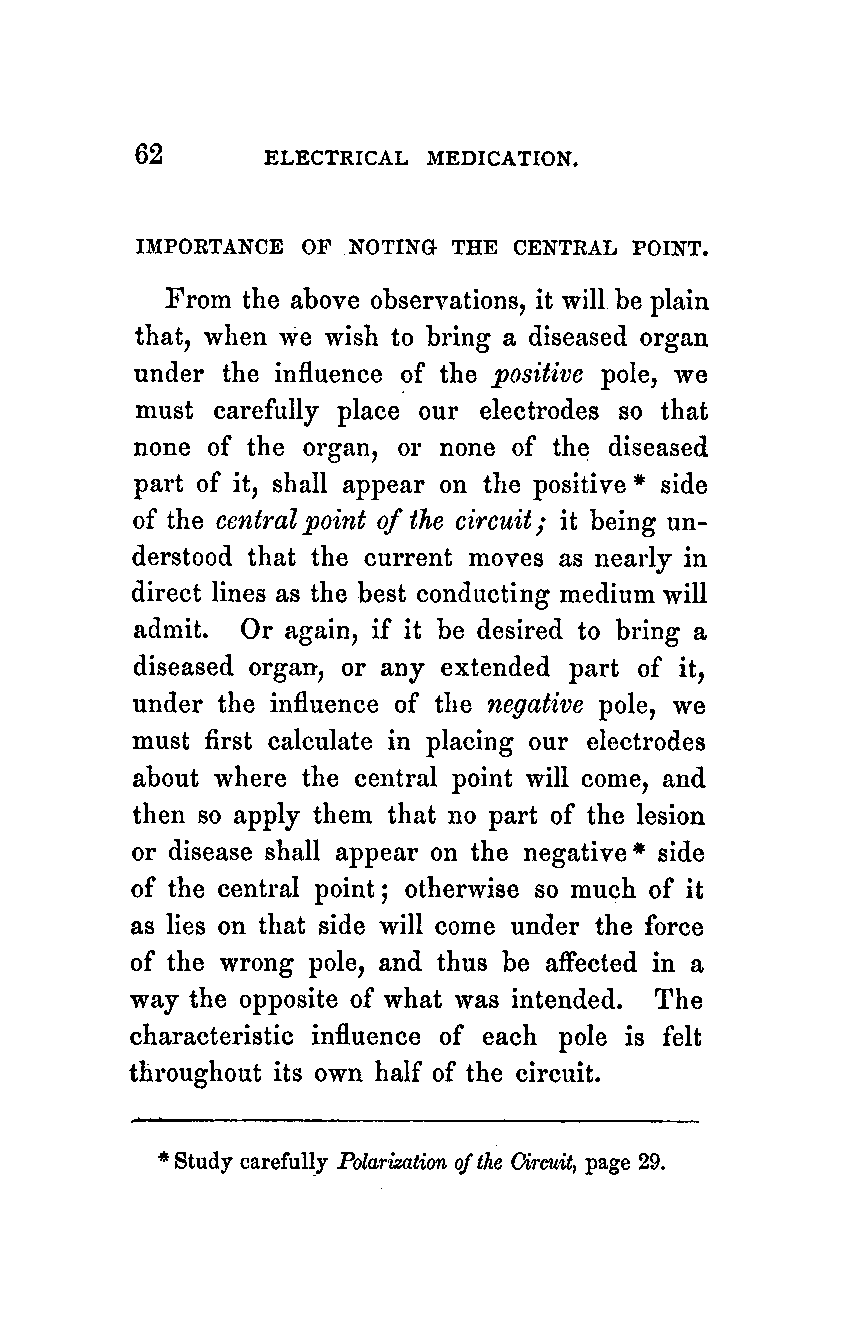 62 ELECTRICAL MEDICATION.
IMPORTANCE OF NOTING THE CENTRAL POINT.
From the above observations, it will be plain
that, when we wish to bring a diseased organ
under the influence of the positive pole, we
must carefully place our electrodes so that
none of the organ, or none of the diseased
part of it, shall appear on the positive * side
of the central point of the circuit; it being un-
derstood that the current moves as nearly in
direct lines as the best conducting medium will
admit. Or again, if it be desired to bring a
diseased organ, or any extended part of it,
under the influence of the negative pole, we
must first calculate in placing our electrodes
about where the central point will come, and
then so apply them that no part of the lesion
or disease shall appear on the negative * side
of the central point; otherwise so much of it
as lies on that side will come under the force
of the wrong pole, and thus be affected in a
way the opposite of what was intended. The
characteristic influence of each pole is felt
throughout its own half of the circuit.
* Study carefully Polarization of the Circuit, page 29.